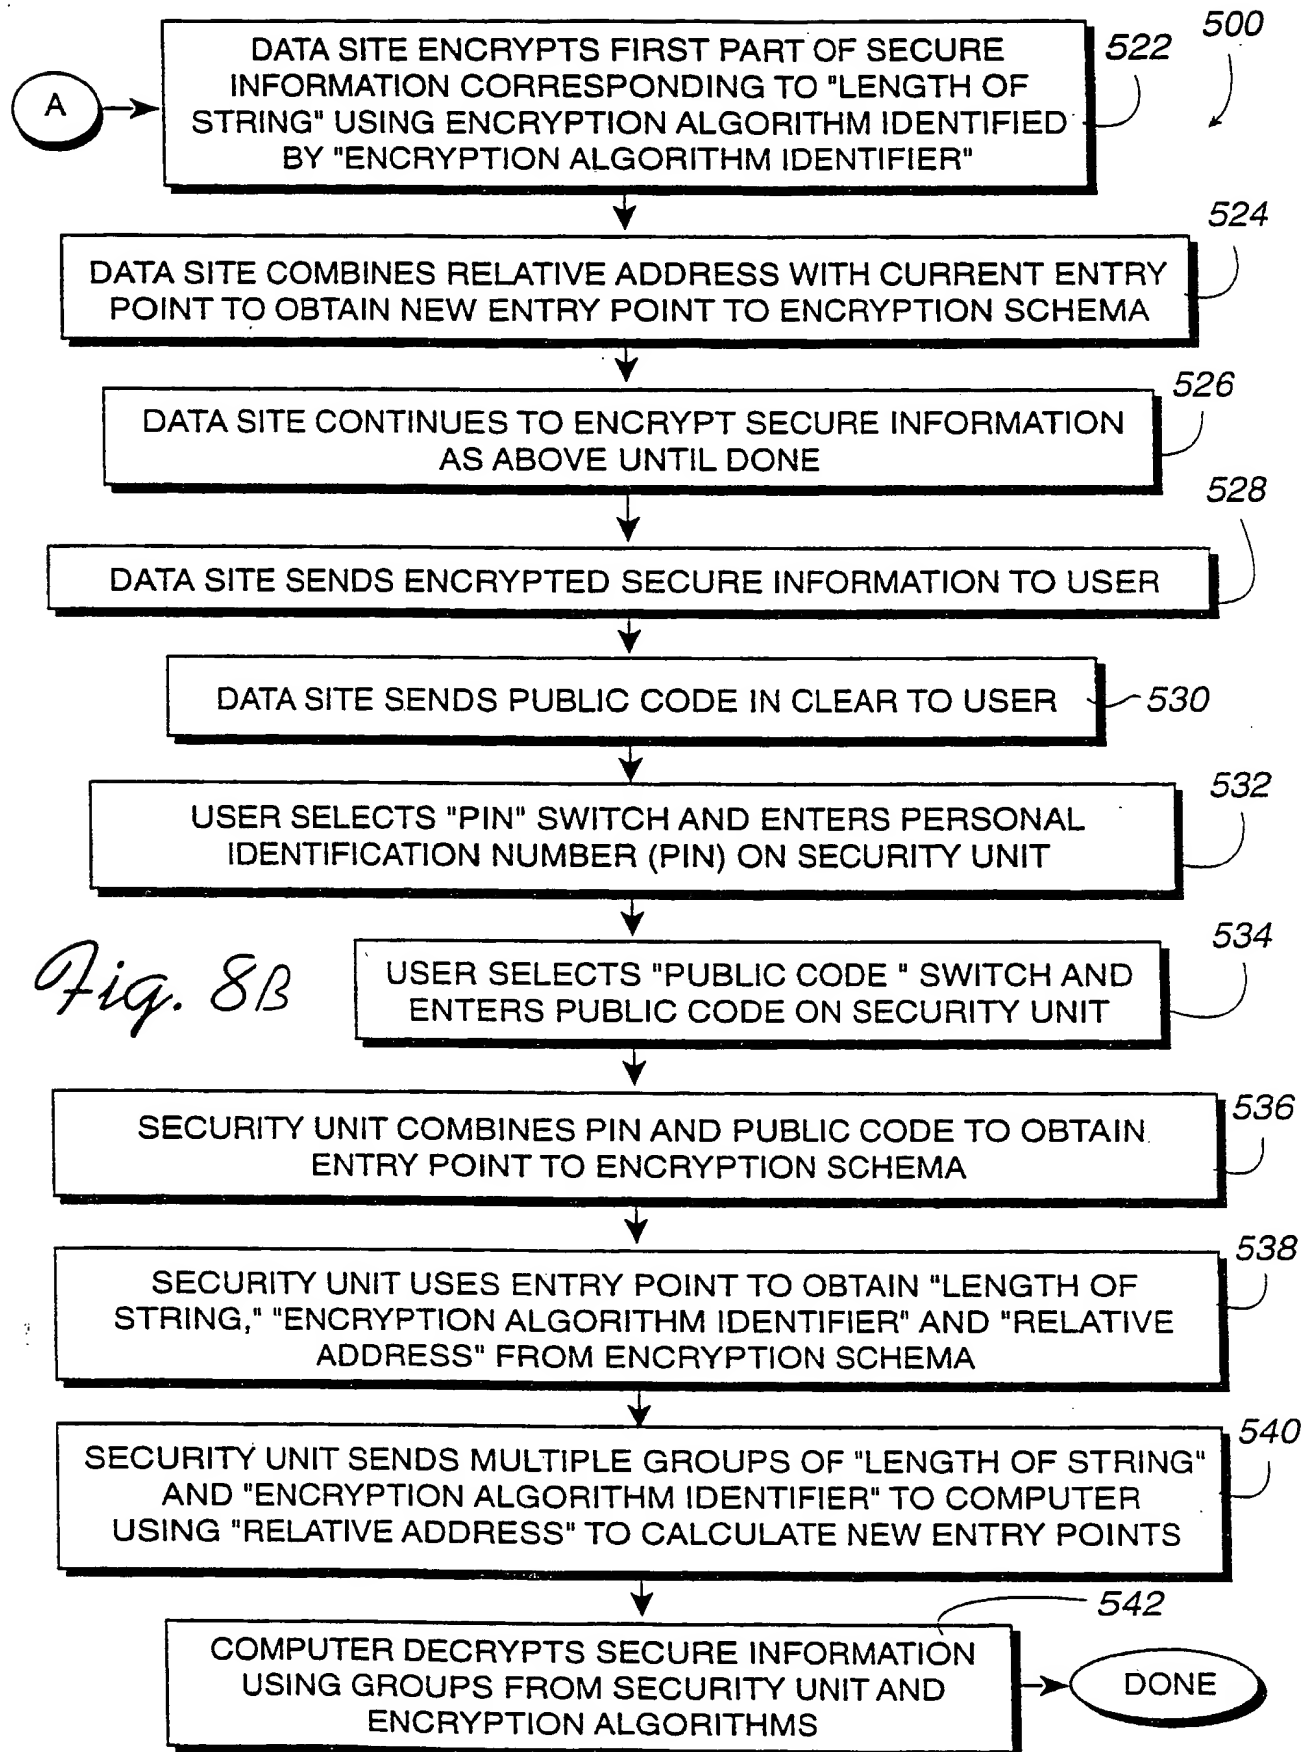 500
A
DATA SITE ENCRYPTS FIRST PART OF SECURE
INFORMATION CORRESPONDING TO "LENGTH OF
STRING" USING ENCRYPTION ALGORITHM IDENTIFIED
BY "ENCRYPTION ALGORITHM IDENTIFIER"
522
DATA SITE COMBINES RELATIVE ADDRESS WITH CURRENT ENTRY
POINT TO OBTAIN NEW ENTRY POINT TO ENCRYPTION SCHEMA
524
DATA SITE CONTINUES TO ENCRYPT SECURE INFORMATION
AS ABOVE UNTIL DONE
526
DATA SITE SENDS ENCRYPTED SECURE INFORMATION TO USER
528
DATA SITE SENDS PUBLIC CODE IN CLEAR TO USER
530
USER SELECTS "PIN" SWITCH AND ENTERS PERSONAL
IDENTIFICATION NUMBER (PIN) ON SECURITY UNIT
532
Fig. 8B
USER SELECTS "PUBLIC CODE " SWITCH AND
ENTERS PUBLIC CODE ON SECURITY UNIT
534
SECURITY UNIT COMBINES PIN AND PUBLIC CODE TO OBTAIN
ENTRY POINT TO ENCRYPTION SCHEMA
536
SECURITY UNIT USES ENTRY POINT TO OBTAIN "LENGTH OF
STRING," "ENCRYPTION ALGORITHM IDENTIFIER" AND "RELATIVE
ADDRESS" FROM ENCRYPTION SCHEMA
538
SECURITY UNIT SENDS MULTIPLE GROUPS OF "LENGTH OF STRING"
AND "ENCRYPTION ALGORITHM IDENTIFIER" TO COMPUTER
USING "RELATIVE ADDRESS" TO CALCULATE NEW ENTRY POINTS
540
COMPUTER DECRYPTS SECURE INFORMATION
USING GROUPS FROM SECURITY UNIT AND
ENCRYPTION ALGORITHMS
542
DONE